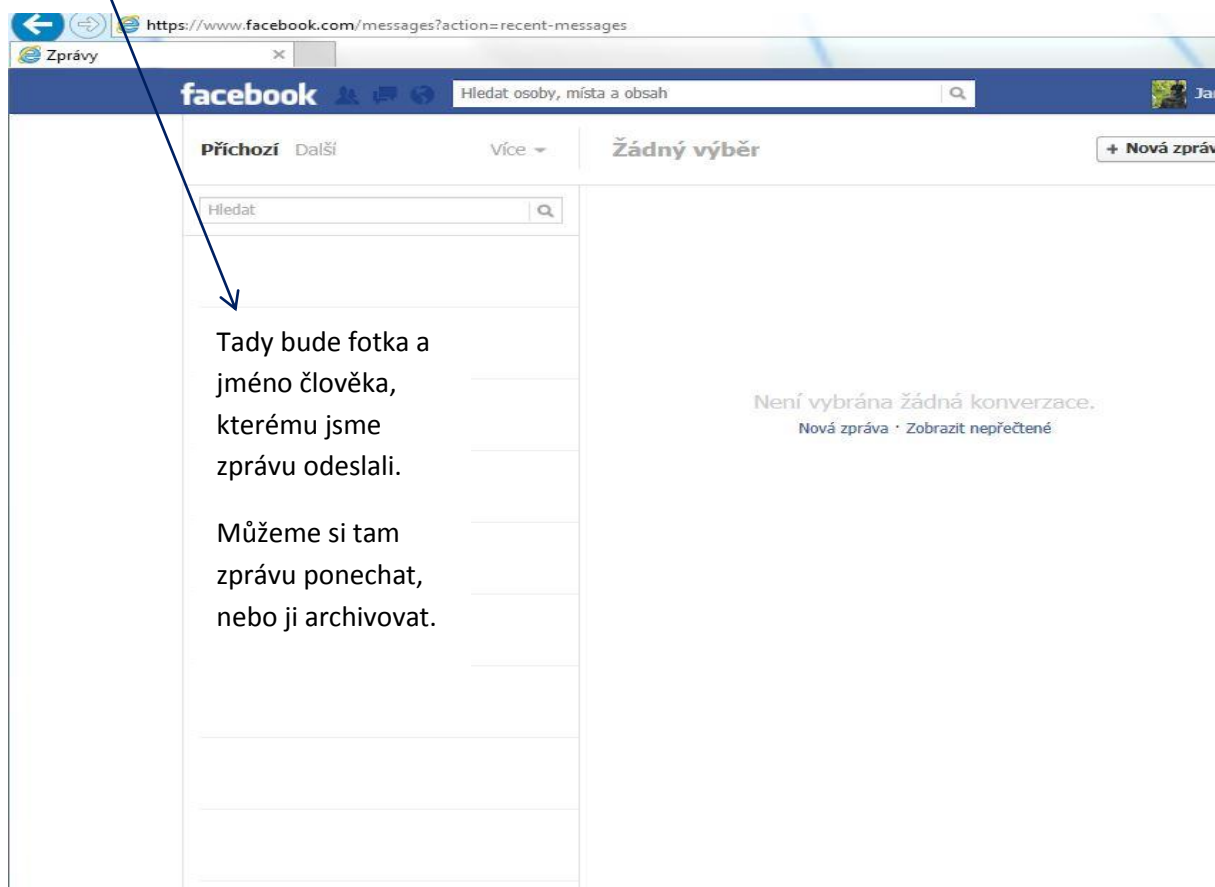 https://www.facebook.com/messages?action=recent-messages
Zprávy
facebook Hledat osoby, místa a obsah
Příchozí Další Více Žádný výběr + Nová
Hledat
Tady bude fotka a
jméno člověka,
kterému jsme
zprávu odeslali.
Můžeme si tam
zprávu ponechat,
nebo ji archivovat.
Není vybrána žádná konverzace.
Nová zpráva · Zobrazit nepřečtené